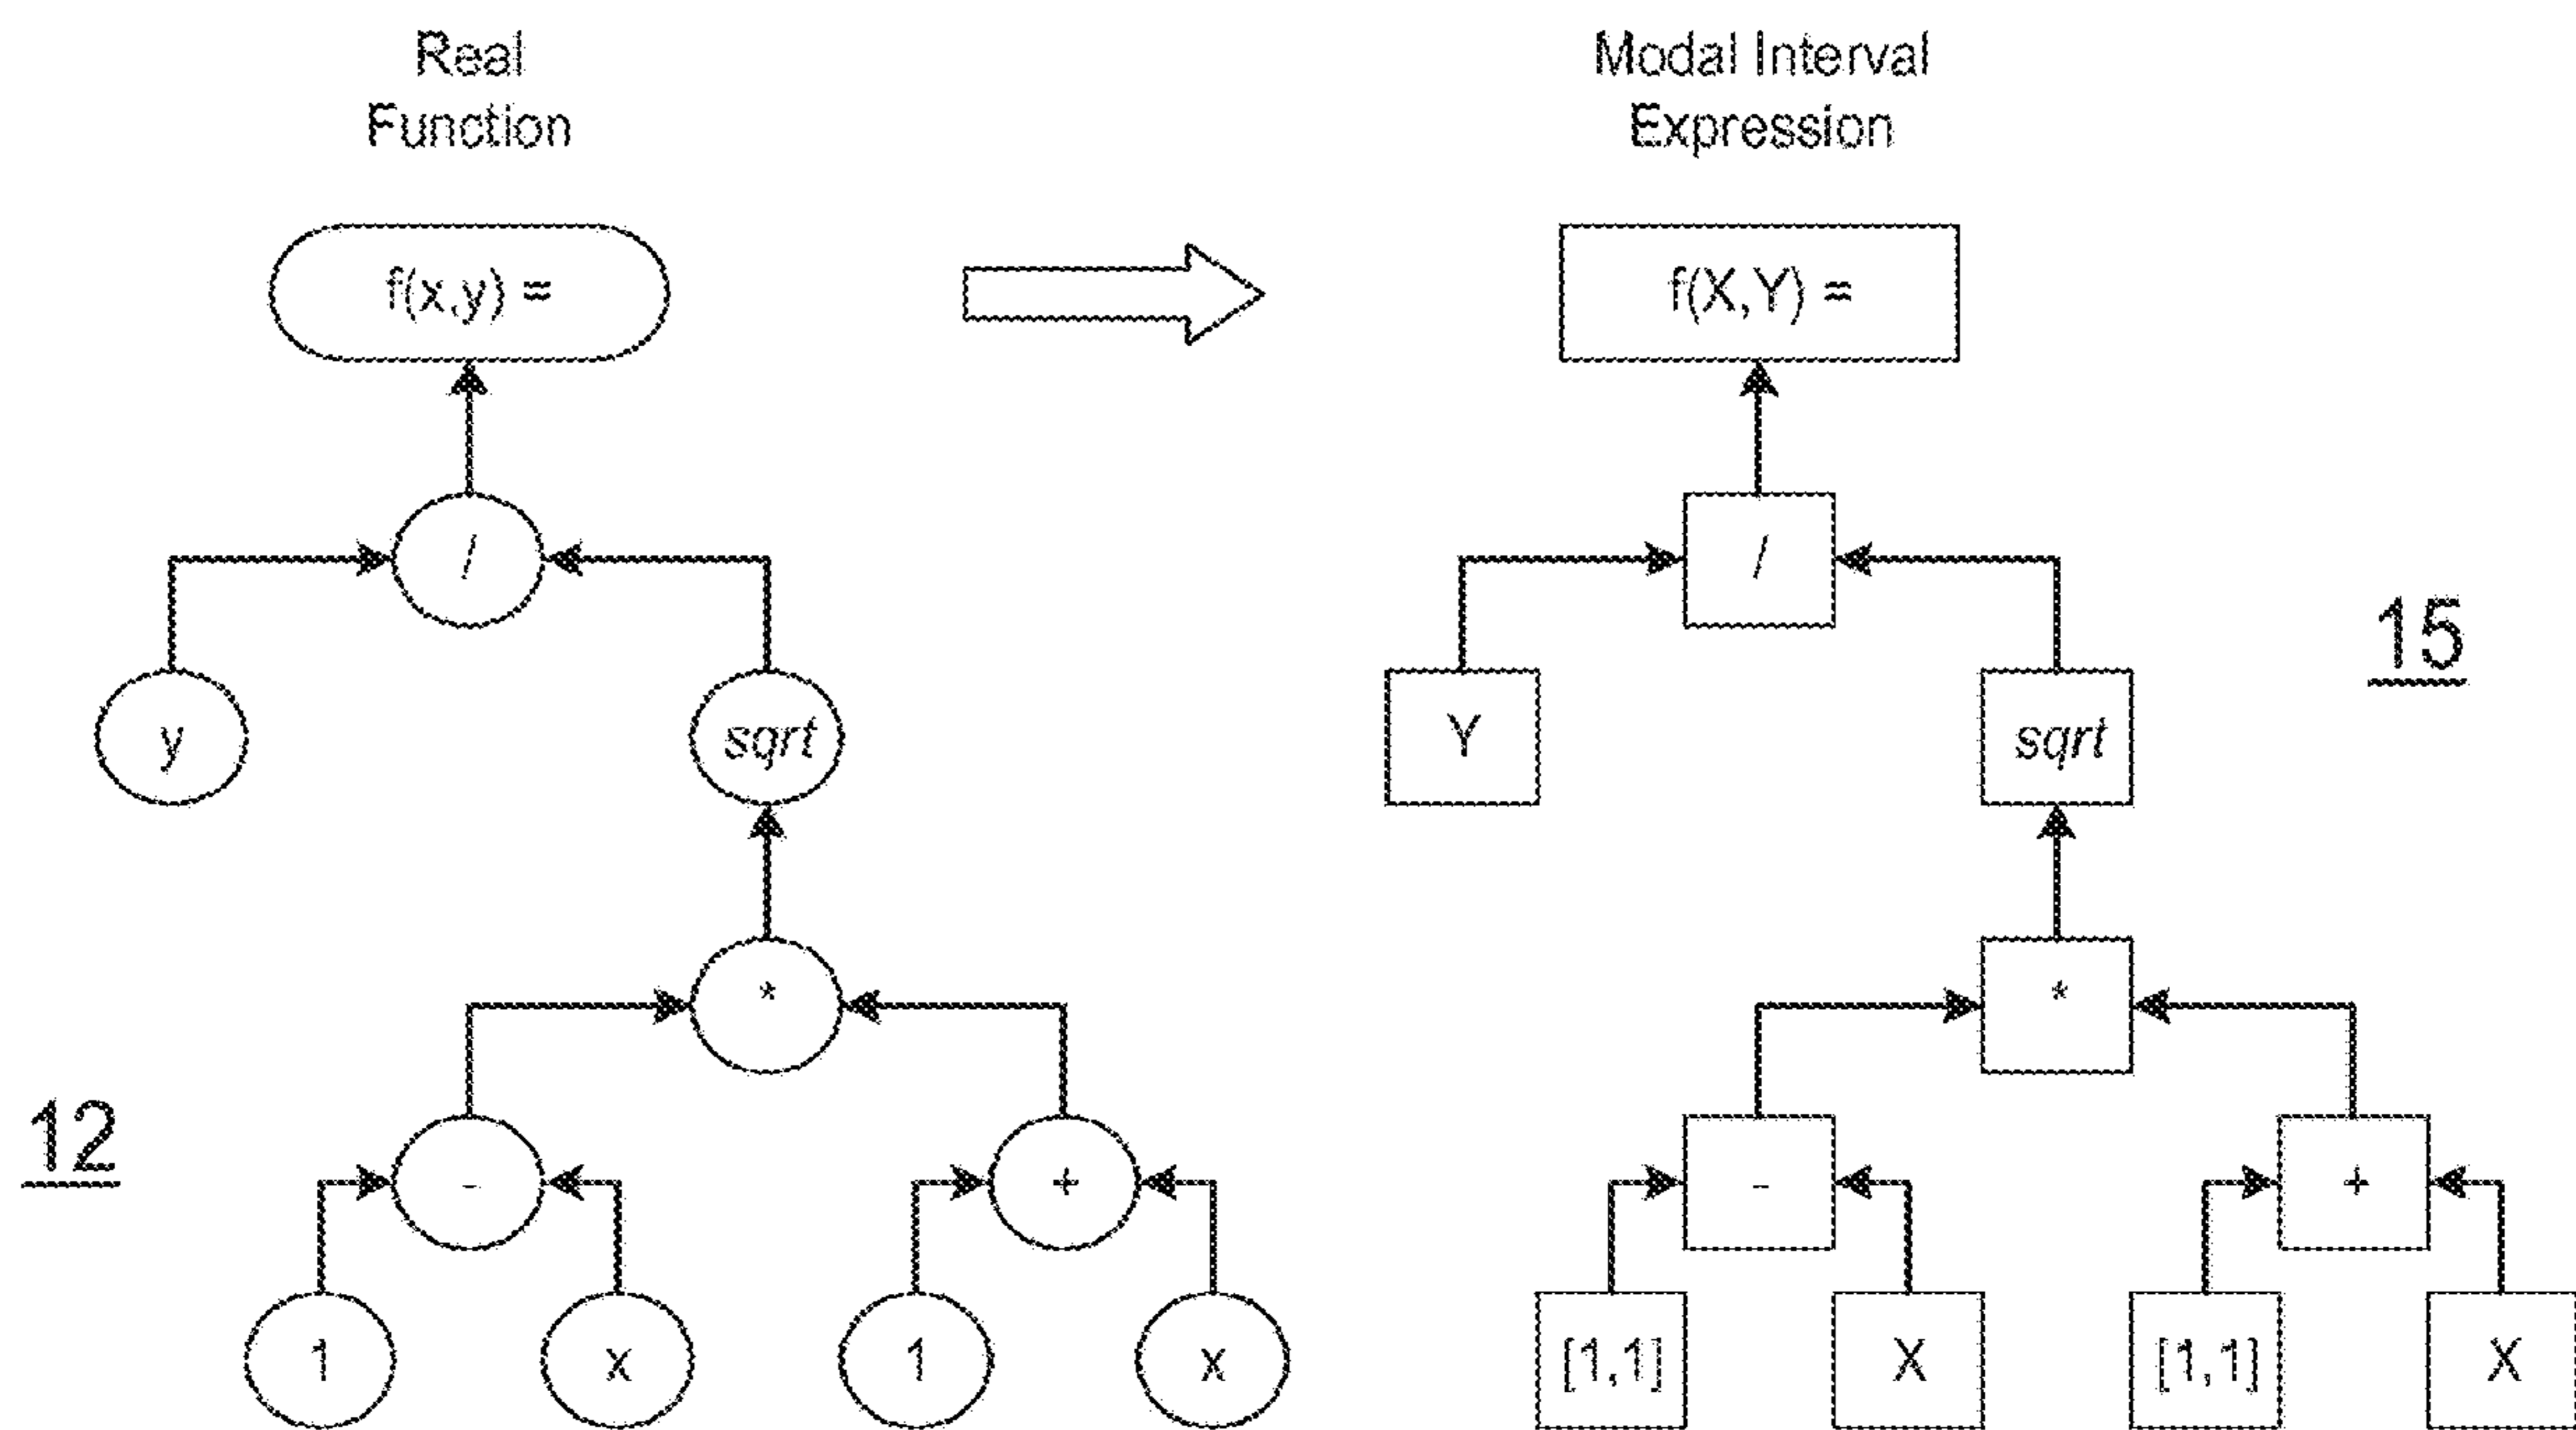 Real
Function
Modal Interval
Expression
f(x,y) =
f(X,Y) =
/
/
15
y
sqrt
Y
sqrt
*
*
12
-
+
-
+
1
x
1
x
[1,1]
X
[1,1]
X